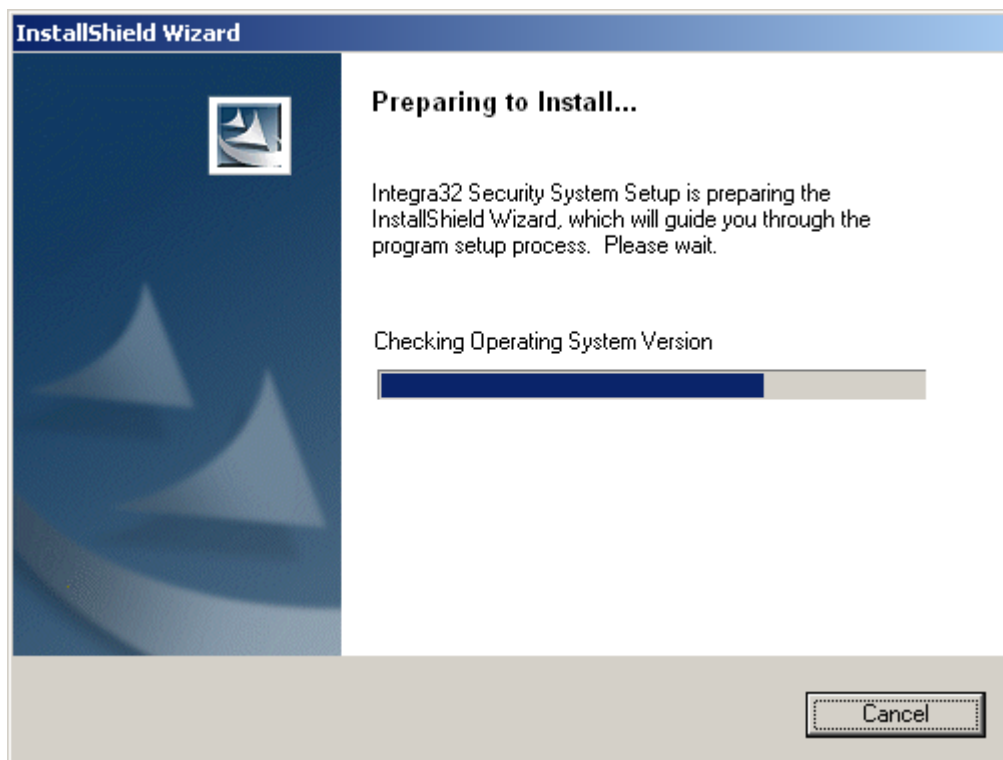 InstallShield Wizard
Preparing to Install...
Integra32 Security System Setup is preparing the
InstallShield Wizard, which will guide you through the
program setup process.  Please wait.
Checking Operating System Version
Cancel